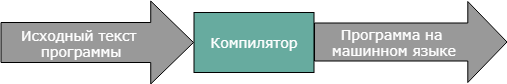 Исходный текст
программы
Компилятор
Программа на
машинном языке